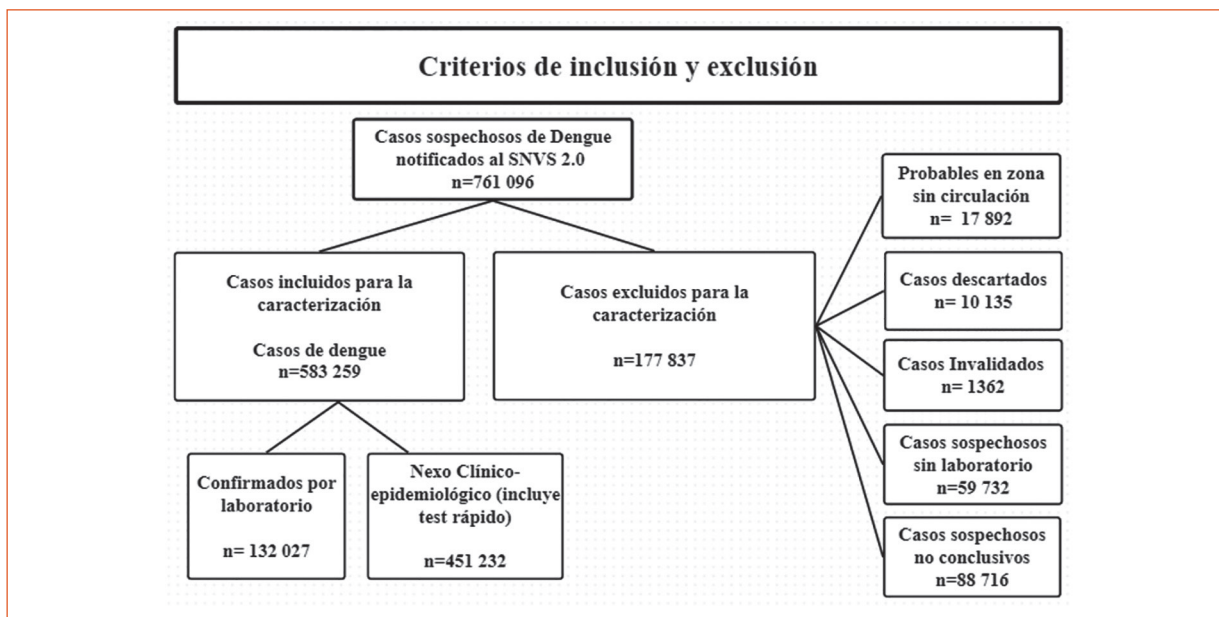 Criterios de inclusión y exclusión
Casos sospechosos de Dengue
notificados al SNVS 2.0
n=761 096
Casos incluidos para la
caracterización
Casos de dengue
n=583 259
Casos excluidos para la
caracterización
n=177 837
Confirmados por
laboratorio
n= 132 027
Nexo Clínico-
epidemiológico (incluye
test rápido)
n=451 232
Probables en zona
sin circulación
n= 17 892
Casos descartados
n= 10 135
Casos Invalidados
n= 1362
Casos sospechosos
sin laboratorio
n=59 732
Casos sospechosos
no conclusivos
n=88 716